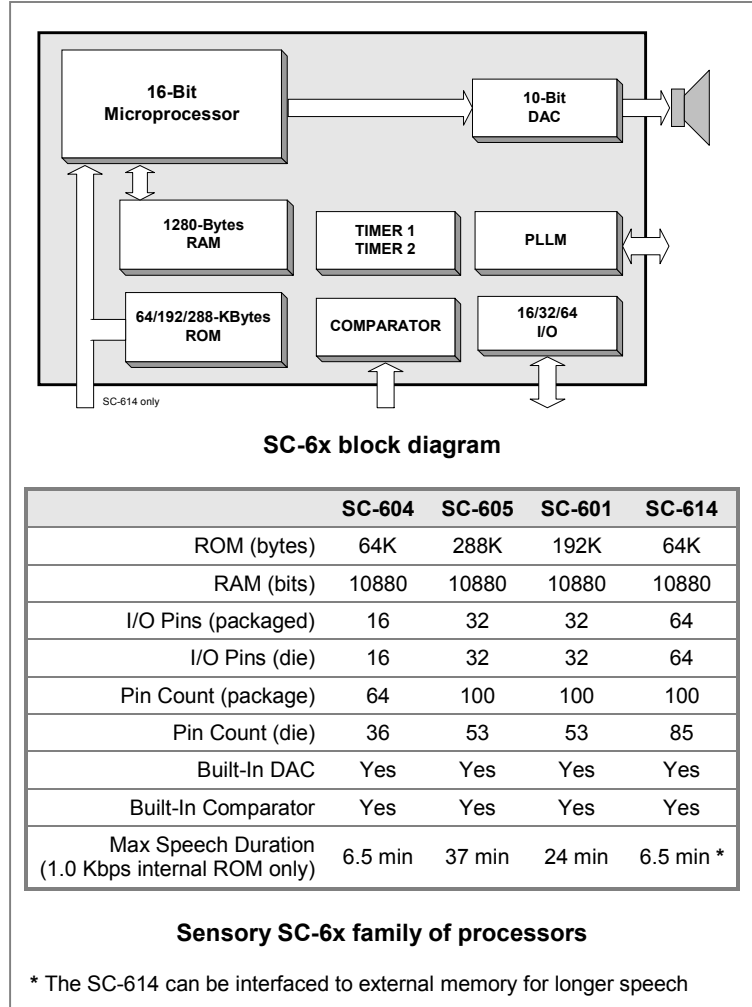 16-Bit
Microprocessor
10-Bit
DAC
1280-Bytes
RAM
TIMER 1
TIMER 2
PLLM
64/192/288-KBytes
ROM
COMPARATOR
16/32/64
I/O
SC-614 only
SC-6x block diagram
SC-604 SC-605 SC-601 SC-614
ROM (bytes) 64K 288K 192K 64K
RAM (bits) 10880 10880 10880 10880
I/O Pins (packaged) 16 32 32 64
I/O Pins (die) 16 32 32 64
Pin Count (package) 64 100 100 100
Pin Count (die) 36 53 53 85
Built-In DAC Yes Yes Yes Yes
Built-In Comparator Yes Yes Yes Yes
Max Speech Duration
(1.0 Kbps internal ROM only) 6.5 min 37 min 24 min 6.5 min *
Sensory SC-6x family of processors
* The SC-614 can be interfaced to external memory for longer speech